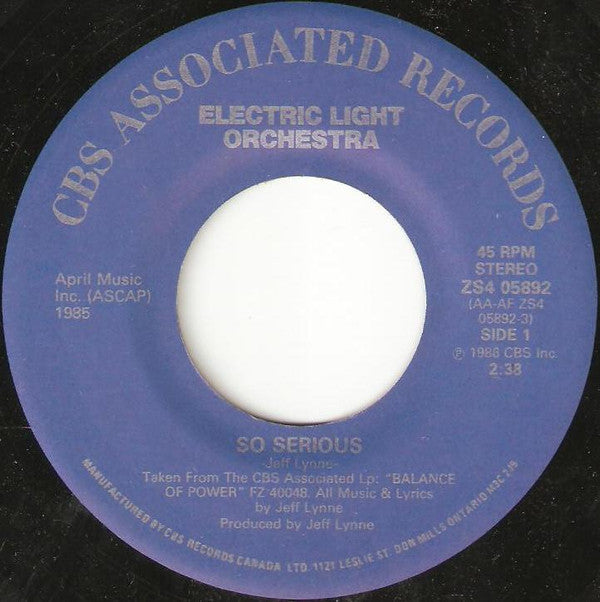 CBS ASSOCIATED RECORDS
ELECTRIC LIGHT
ORCHESTRA
April Music
Inc. (ASCAP)
1985
45 RPM
STEREO
ZS4 05892
(AA-AF ZS4
05892-3)
SIDE 1
℗ 1986 CBS Inc.
2:38
SO SERIOUS
-Jeff Lynne-
Taken From The CBS Associated Lp: "BALANCE
OF POWER" FZ 40048. All Music & Lyrics
by Jeff Lynne
Produced by Jeff Lynne
MANUFACTURED BY CBS RECORDS CANADA LTD. 1121 LESLIE ST. DON MILLS ONTARIO M3C 2J9